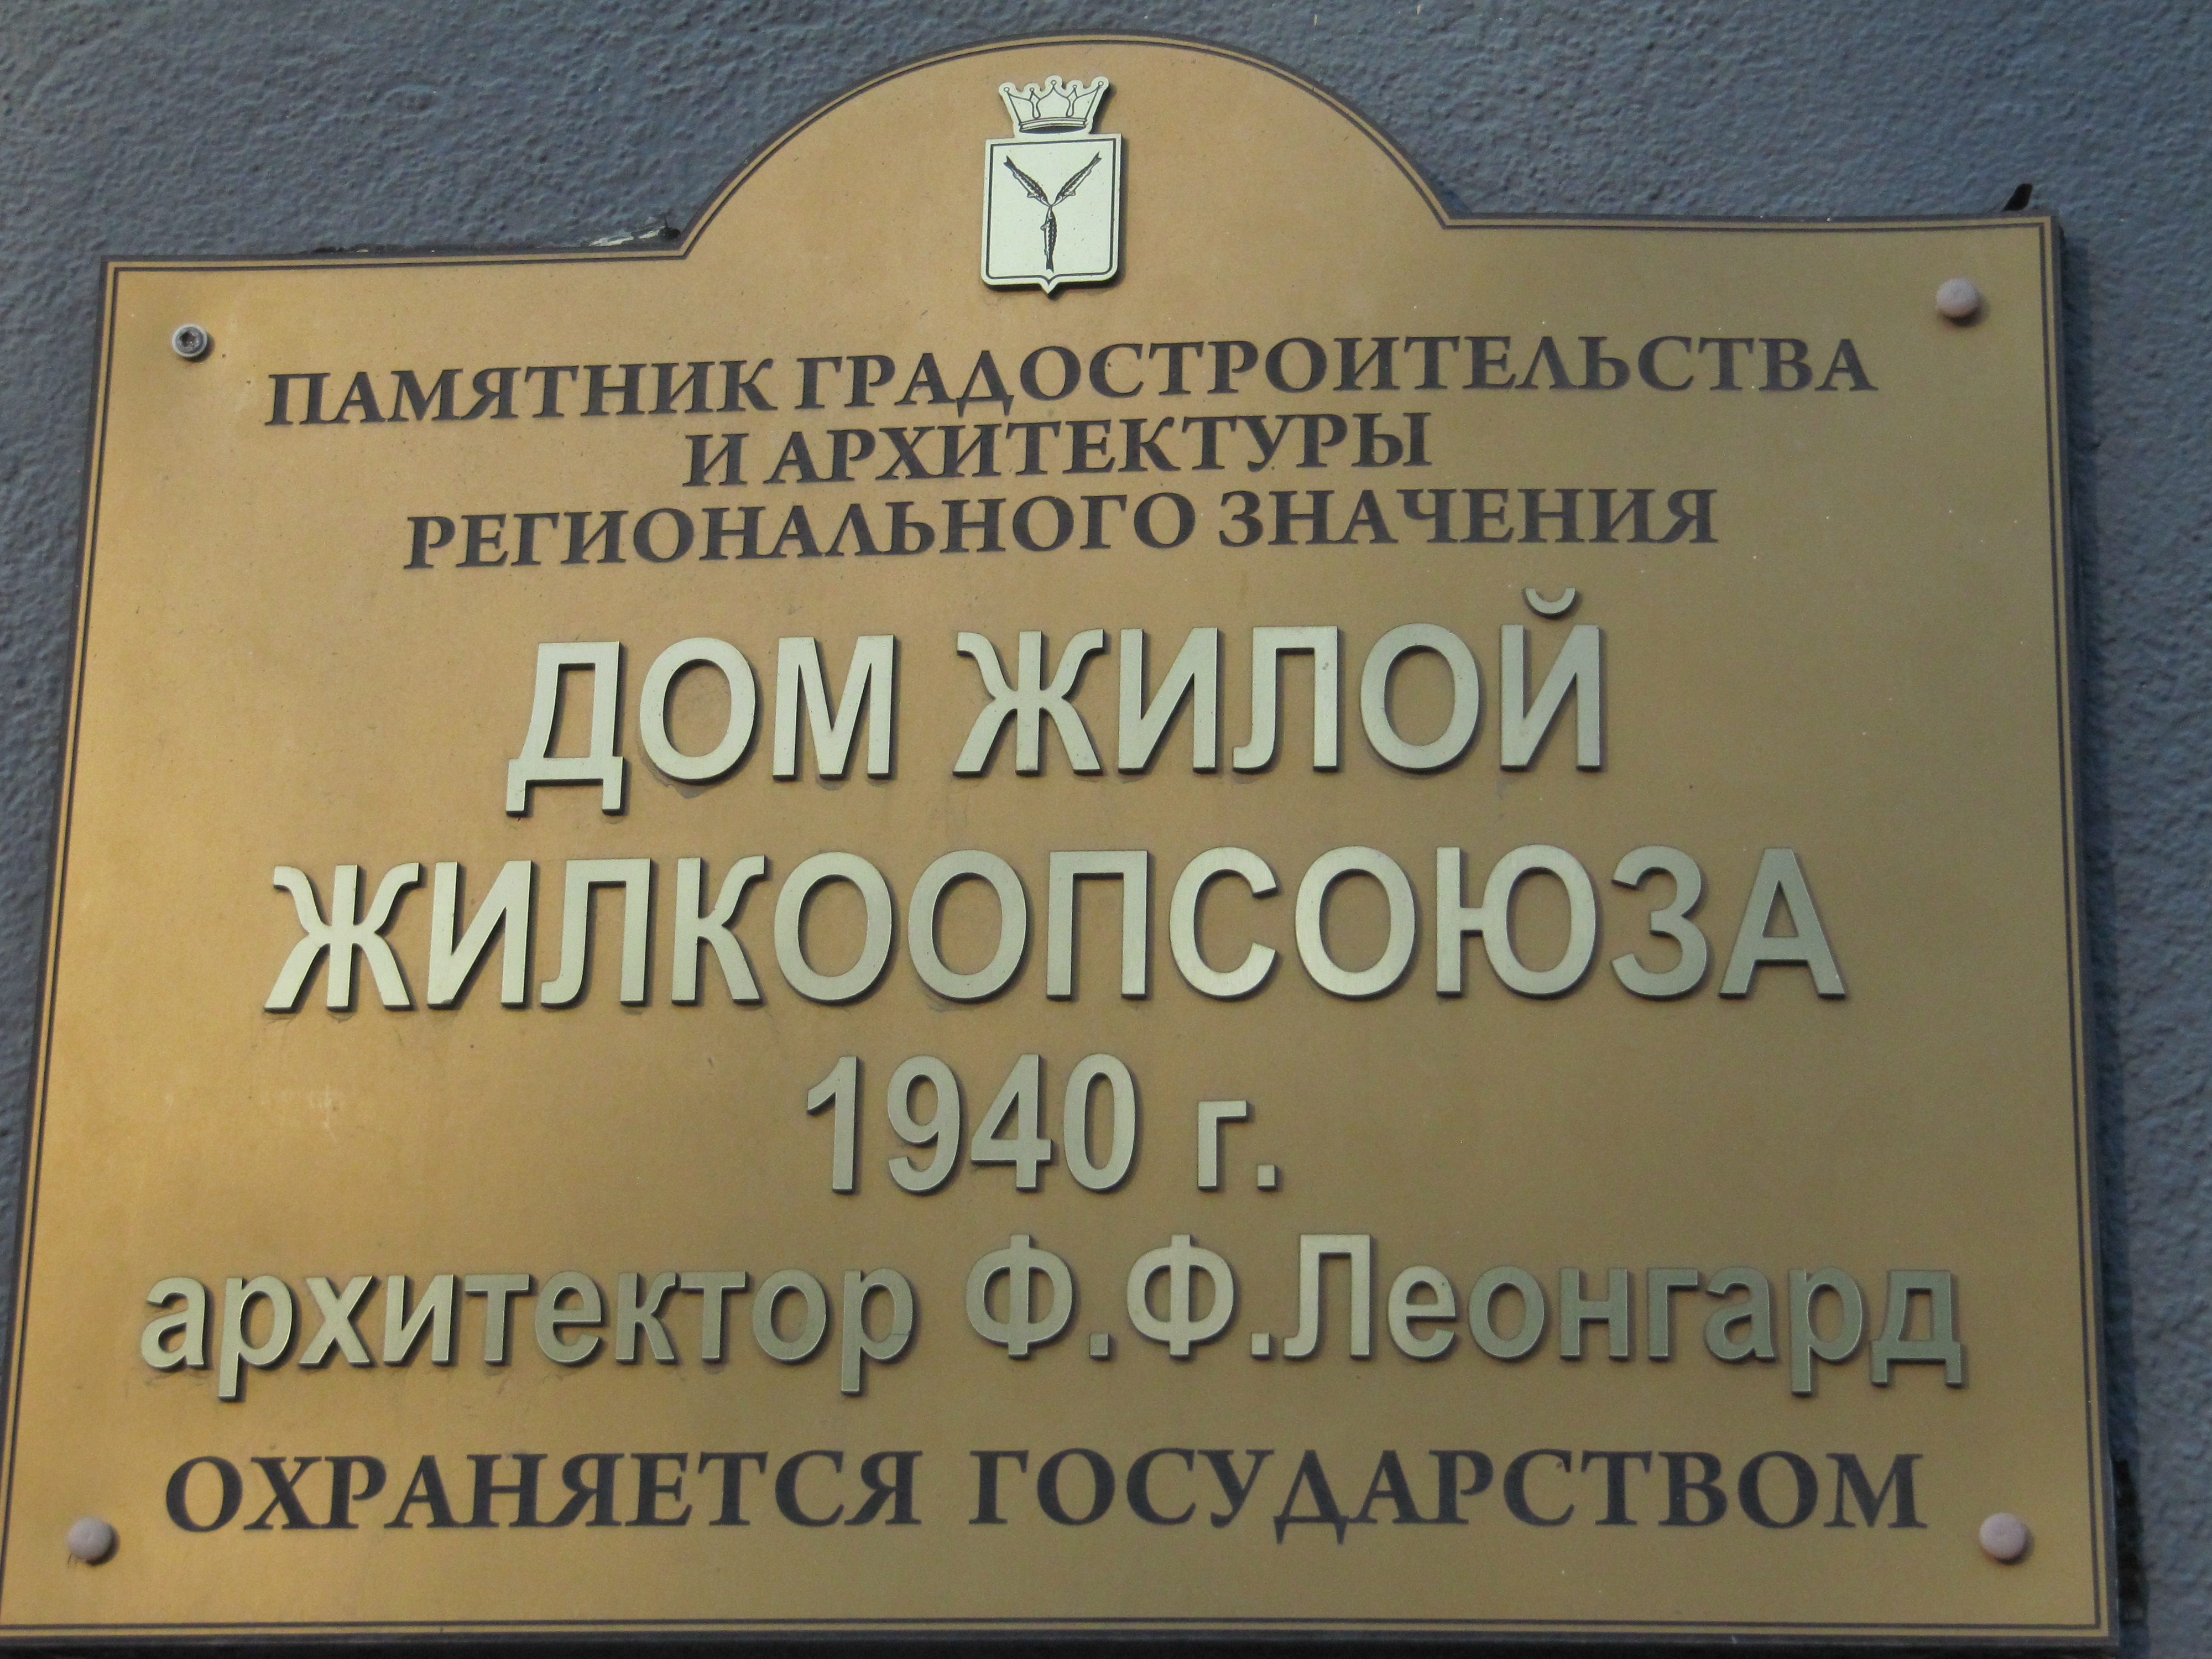 ПАМЯТНИК ГРАДОСТРОИТЕЛЬСТВА
И АРХИТЕКТУРЫ
РЕГИОНАЛЬНОГО ЗНАЧЕНИЯ
ДОМ ЖИЛОЙ
ЖИЛКООПСОЮЗА
1940 г.
архитектор Ф.Ф.Леонгард
ОХРАНЯЕТСЯ ГОСУДАРСТВОМ